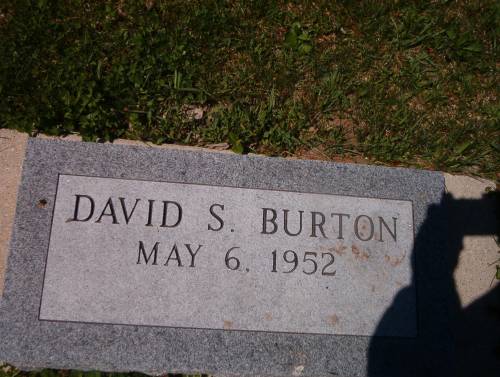 DAVID S. BURTON
MAY 6, 1952